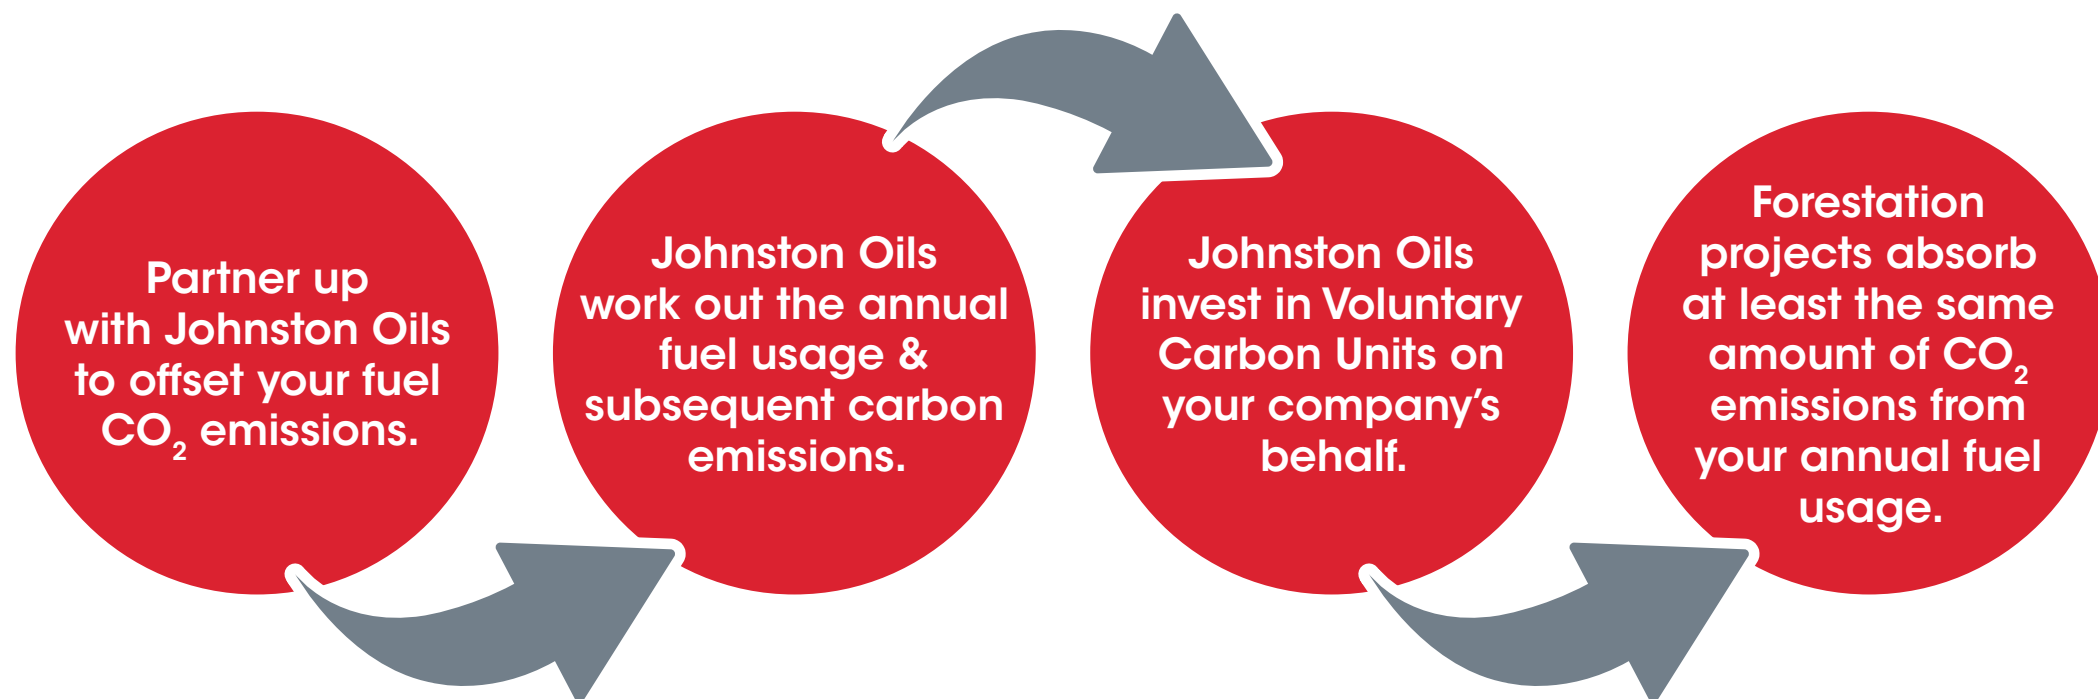 Partner up
with Johnston Oils
to offset your fuel
CO₂ emissions.
Johnston Oils
work out the annual
fuel usage &
subsequent carbon
emissions.
Johnston Oils
invest in Voluntary
Carbon Units on
your company’s
behalf.
Forestation
projects absorb
at least the same
amount of CO₂
emissions from
your annual fuel
usage.